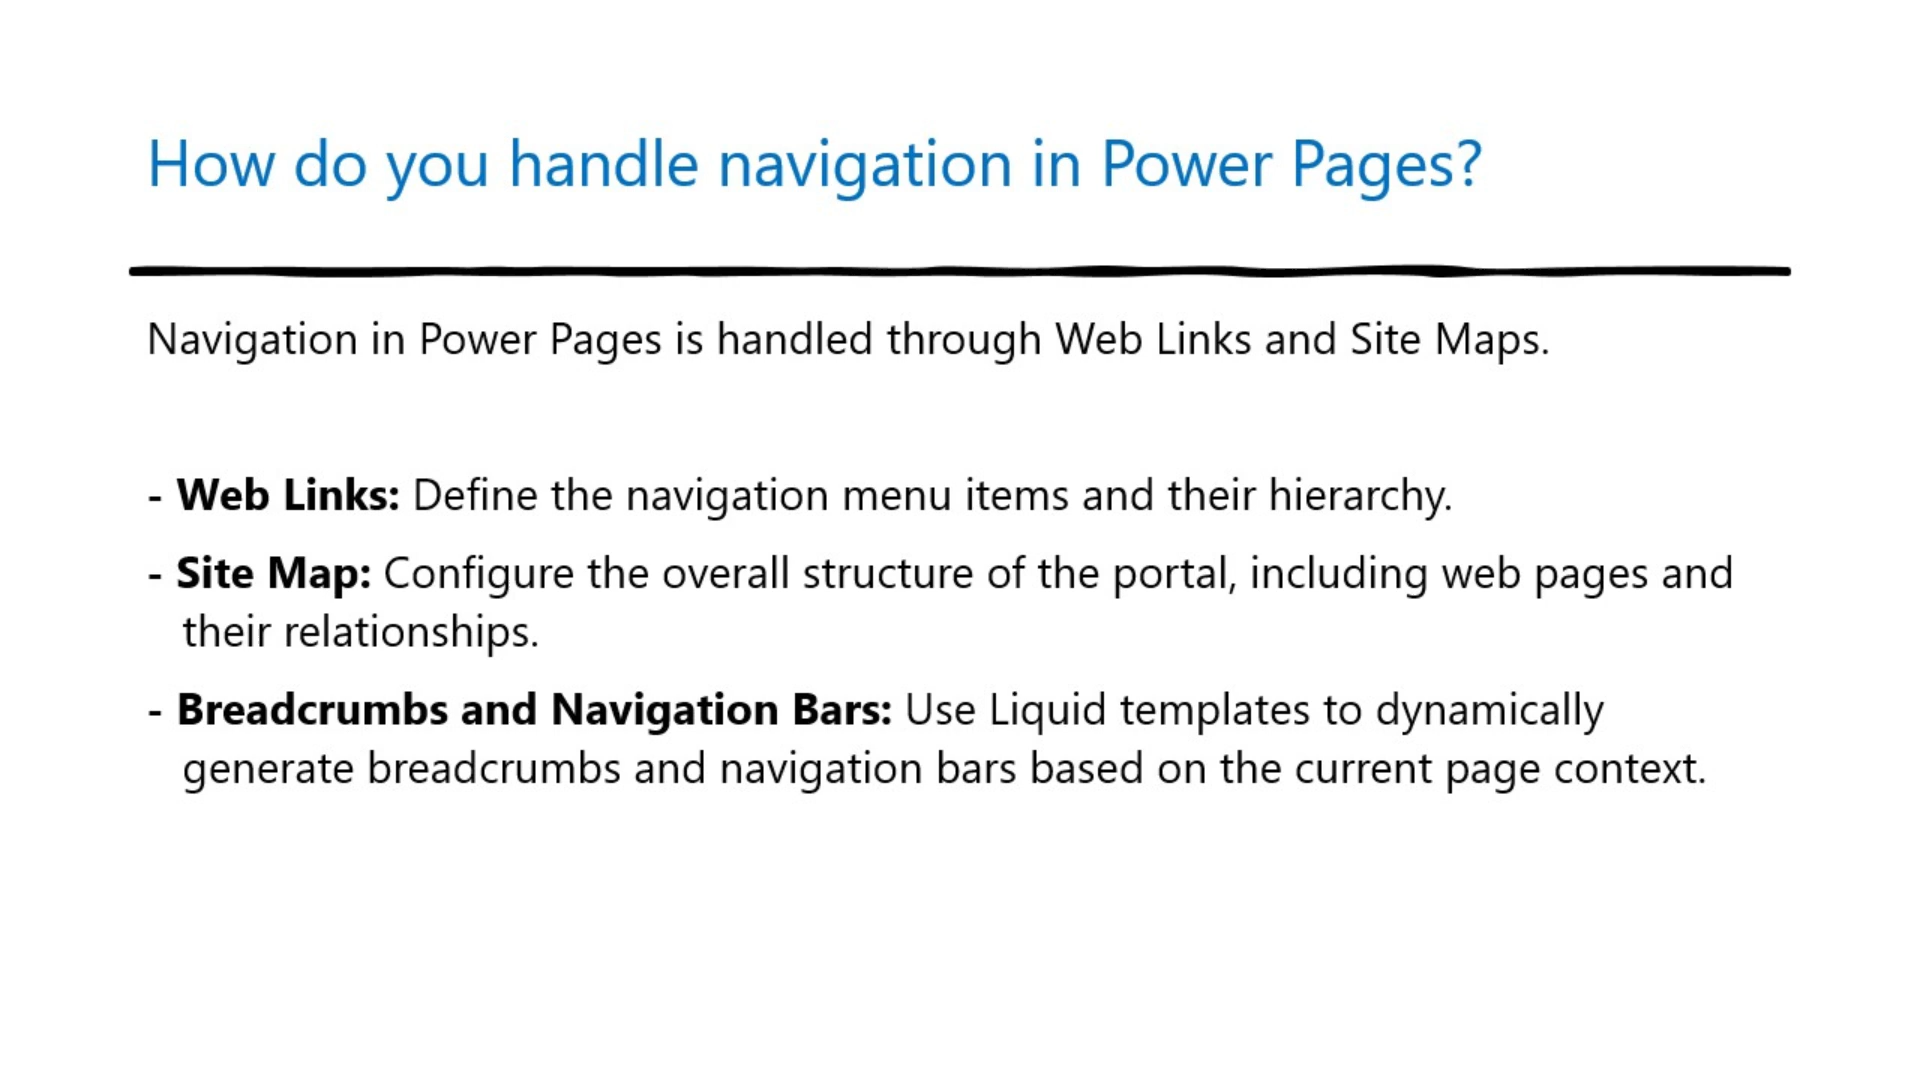 How do you handle navigation in Power Pages?
Navigation in Power Pages is handled through Web Links and Site Maps.
- Web Links: Define the navigation menu items and their hierarchy.
- Site Map: Configure the overall structure of the portal, including web pages and
their relationships.
- Breadcrumbs and Navigation Bars: Use Liquid templates to dynamically
generate breadcrumbs and navigation bars based on the current page context.